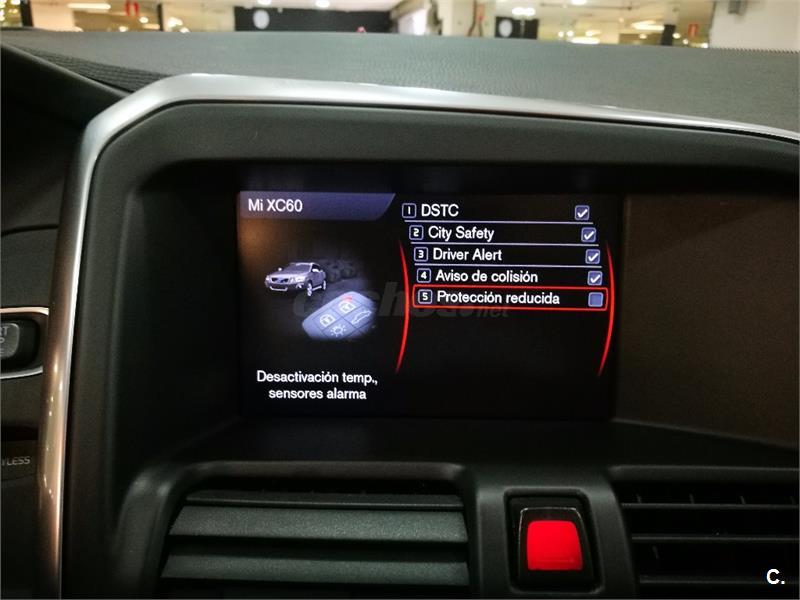 Mi XC60
1 DSTC
2 City Safety
3 Driver Alert
4 Aviso de colisión
5 Protección reducida
Desactivación temp.,
sensores alarma
C.